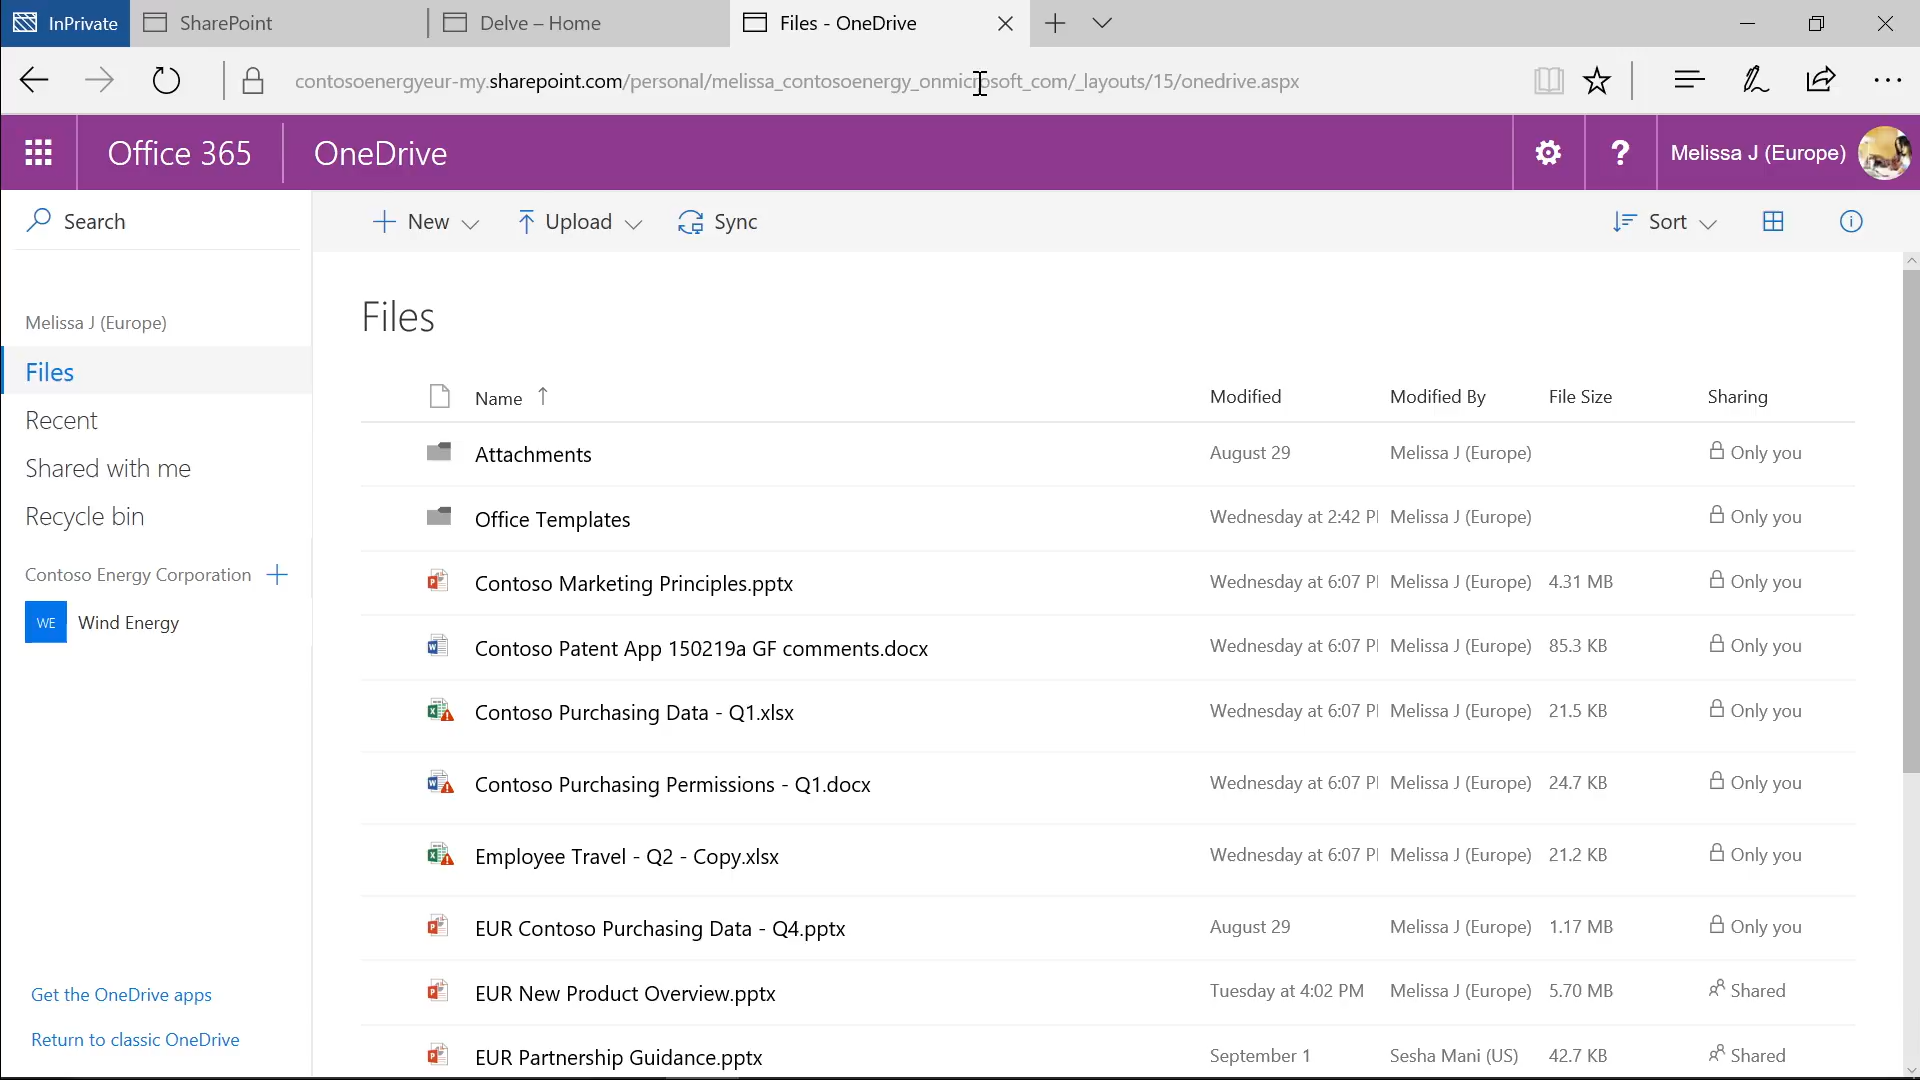 InPrivate SharePoint Delve – Home Files - OneDrive
contosoenergyeur-my.sharepoint.com/personal/melissa_contosoenergy_onmicrosoft_com/_layouts/15/onedrive.aspx
Office 365 OneDrive ? Melissa J (Europe)
Search New Upload Sync Sort
Files
Melissa J (Europe)
Files
Recent
Shared with me
Recycle bin
Contoso Energy Corporation
WE Wind Energy
Get the OneDrive apps
Return to classic OneDrive
Name Modified Modified By File Size Sharing
Attachments August 29 Melissa J (Europe) Only you
Office Templates Wednesday at 2:42 P Melissa J (Europe) Only you
Contoso Marketing Principles.pptx Wednesday at 6:07 P Melissa J (Europe) 4.31 MB Only you
Contoso Patent App 150219a GF comments.docx Wednesday at 6:07 P Melissa J (Europe) 85.3 KB Only you
Contoso Purchasing Data - Q1.xlsx Wednesday at 6:07 P Melissa J (Europe) 21.5 KB Only you
Contoso Purchasing Permissions - Q1.docx Wednesday at 6:07 P Melissa J (Europe) 24.7 KB Only you
Employee Travel - Q2 - Copy.xlsx Wednesday at 6:07 P Melissa J (Europe) 21.2 KB Only you
EUR Contoso Purchasing Data - Q4.pptx August 29 Melissa J (Europe) 1.17 MB Only you
EUR New Product Overview.pptx Tuesday at 4:02 PM Melissa J (Europe) 5.70 MB Shared
EUR Partnership Guidance.pptx September 1 Sesha Mani (US) 42.7 KB Shared